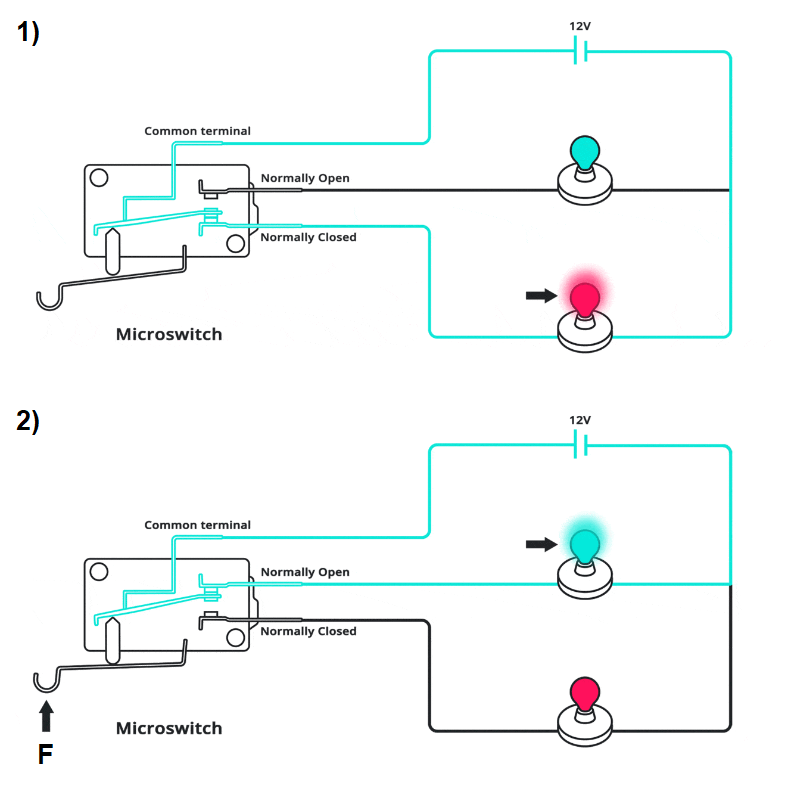 1)
12V
Common terminal
Normally Open
Normally Closed
Microswitch
2)
12V
Common terminal
Normally Open
Normally Closed
Microswitch
F